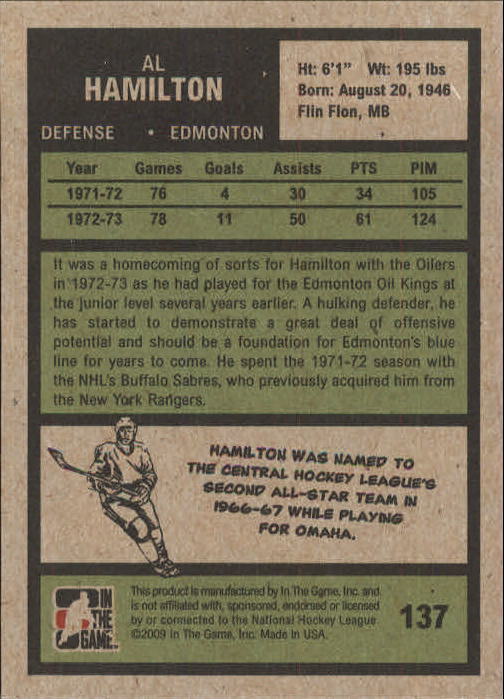 AL
HAMILTON
DEFENSE • EDMONTON
Ht: 6'1" Wt: 195 lbs
Born: August 20, 1946
Flin Flon, MB
Year Games Goals Assists PTS PIM
1971-72 76 4 30 34 105
1972-73 78 11 50 61 124
It was a homecoming of sorts for Hamilton with the Oilers
in 1972-73 as he had played for the Edmonton Oil Kings at
the junior level several years earlier. A hulking defender, he
has started to demonstrate a great deal of offensive
potential and should be a foundation for Edmonton's blue
line for years to come. He spent the 1971-72 season with
the NHL's Buffalo Sabres, who previously acquired him from
the New York Rangers.
HAMILTON WAS NAMED TO
THE CENTRAL HOCKEY LEAGUE'S
SECOND ALL-STAR TEAM IN
1966-67 WHILE PLAYING
FOR OMAHA.
IN
THE
GAME
This product is manufactured by In The Game, Inc. and
is not affiliated with, sponsored, endorsed or licensed
by or connected to the National Hockey League
©2009 In The Game, Inc. Made in USA.
137